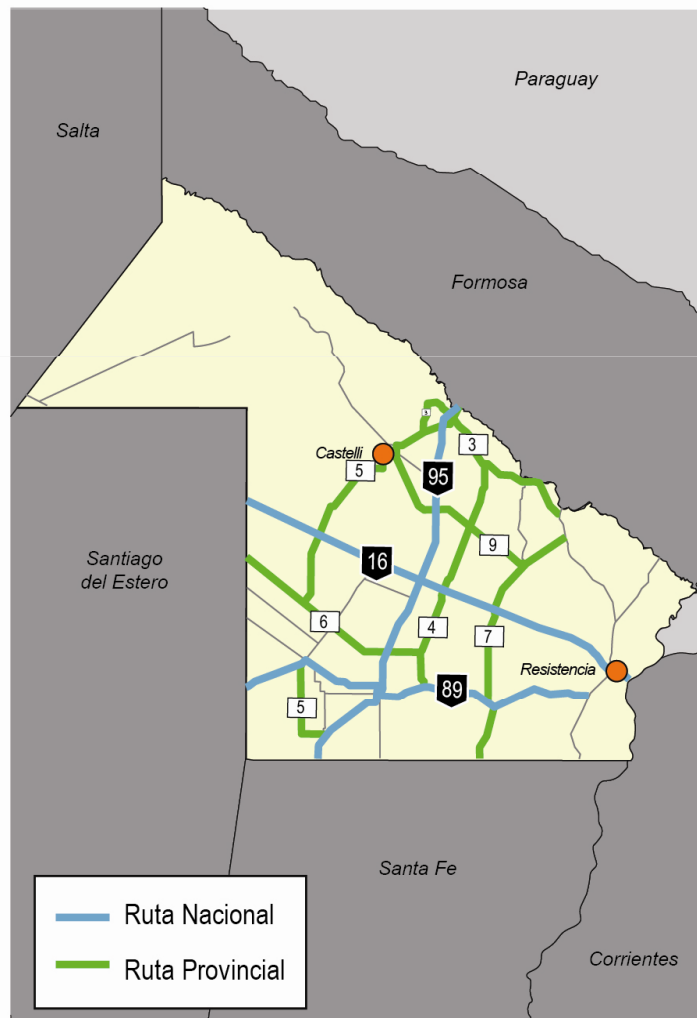 Paraguay
Salta
Formosa
3
Castelli
5
95
9
16
Santiago
del Estero
6
4
7
Resistencia
89
5
Santa Fe
Ruta Nacional
Ruta Provincial
Corrientes